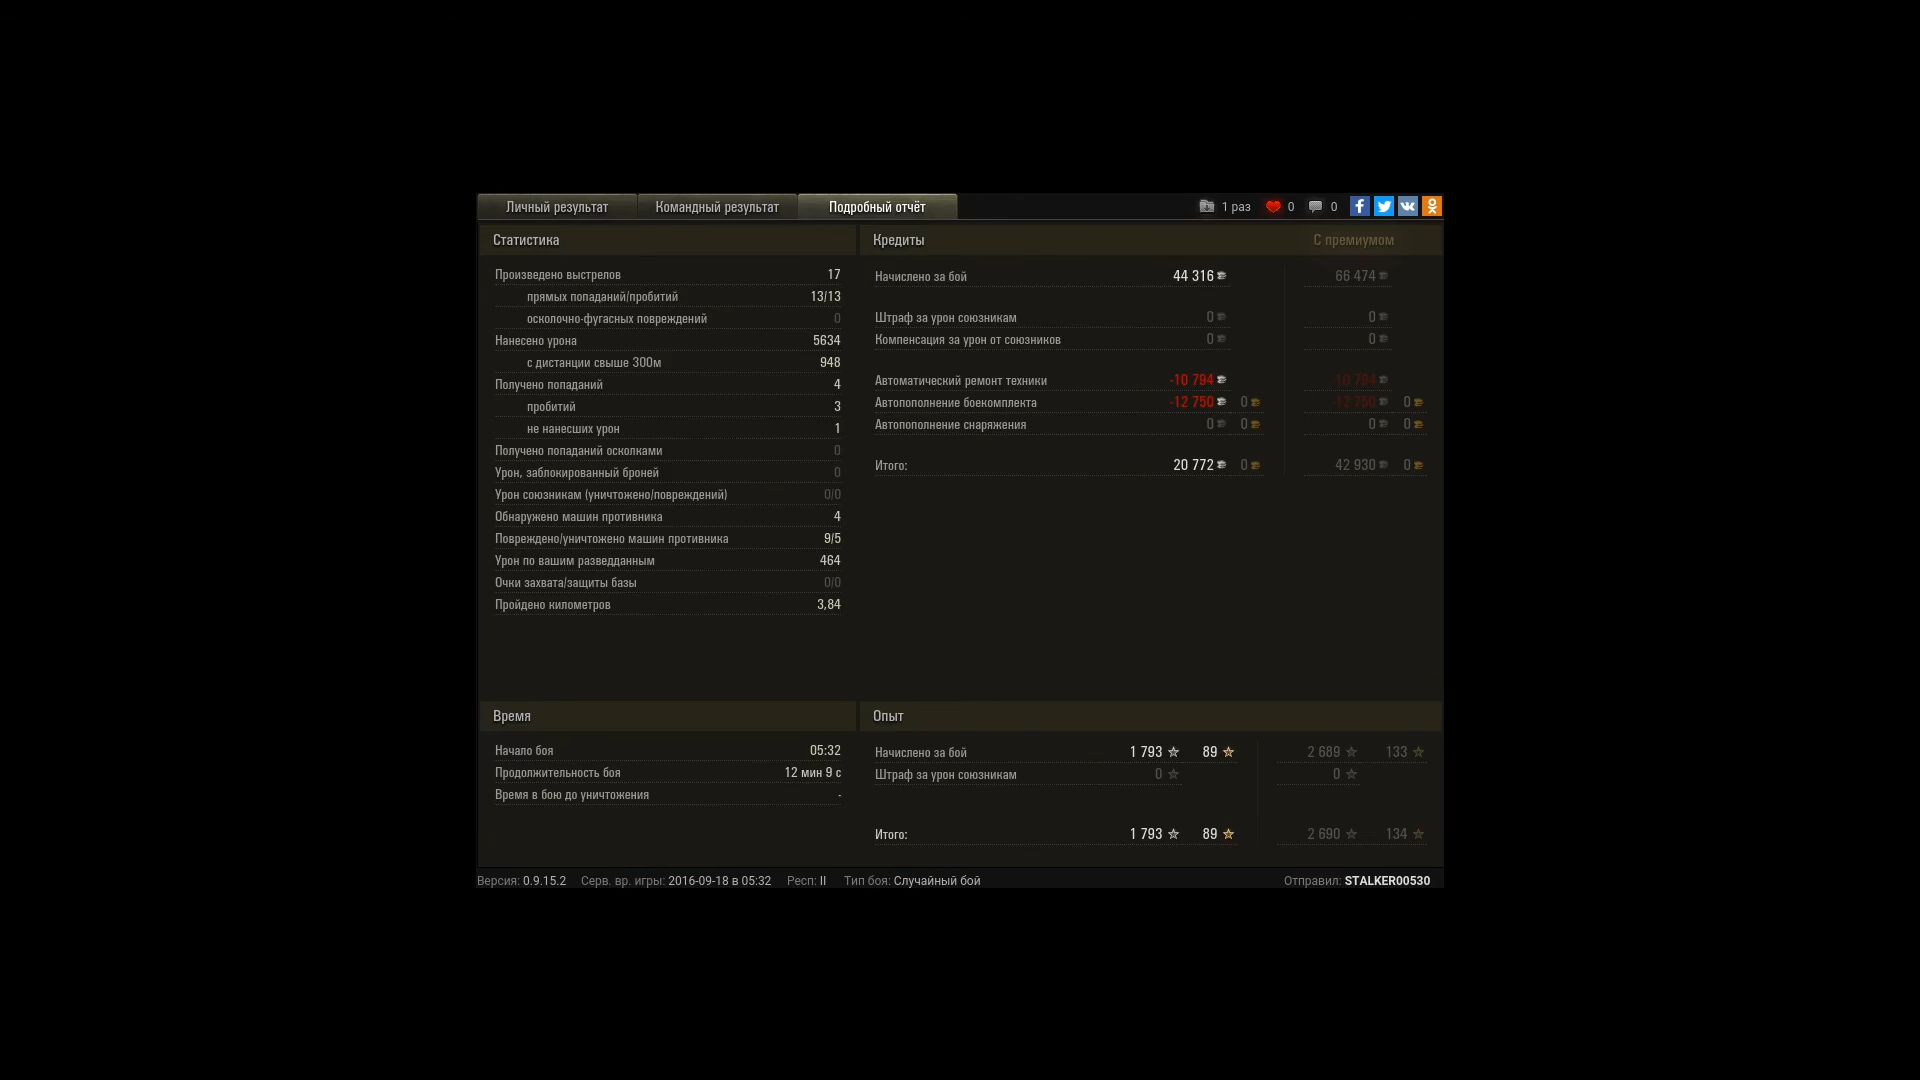 Личный результат Командный результат Подробный отчёт 1 раз 0 0
Статистика
Произведено выстрелов 17
прямых попаданий/пробитий 13/13
осколочно-фугасных повреждений 0
Нанесено урона 5634
с дистанции свыше 300м 948
Получено попаданий 4
пробитий 3
не нанесших урон 1
Получено попаданий осколками 0
Урон, заблокированный броней 0
Урон союзникам (уничтожено/повреждений) 0/0
Обнаружено машин противника 4
Повреждено/уничтожено машин противника 9/5
Урон по вашим разведданным 464
Очки захвата/защиты базы 0/0
Пройдено километров 3,84
Кредиты С премиумом
Начислено за бой 44 316 66 474
Штраф за урон союзникам 0 0
Компенсация за урон от союзников 0 0
Автоматический ремонт техники -10 794 -10 794
Автопополнение боекомплекта -12 750 0 -12 750 0
Автопополнение снаряжения 0 0 0 0
Итого: 20 772 0 42 930 0
Время
Начало боя 05:32
Продолжительность боя 12 мин 9 с
Время в бою до уничтожения -
Опыт
Начислено за бой 1 793 89 2 689 133
Штраф за урон союзникам 0 0
Итого: 1 793 89 2 690 134
Версия: 0.9.15.2 Серв. вр. игры: 2016-09-18 в 05:32 Респ: II Тип боя: Случайный бой Отправил: STALKER00530